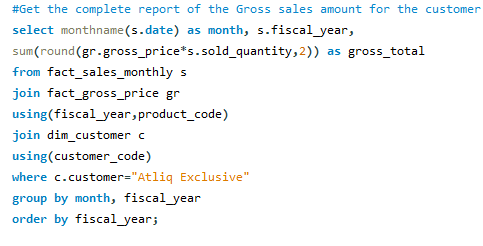 #Get the complete report of the Gross sales amount for the customer
select monthname(s.date) as month, s.fiscal_year,
sum(round(gr.gross_price*s.sold_quantity,2)) as gross_total
from fact_sales_monthly s
join fact_gross_price gr
using(fiscal_year,product_code)
join dim_customer c
using(customer_code)
where c.customer="Atliq Exclusive"
group by month, fiscal_year
order by fiscal_year;